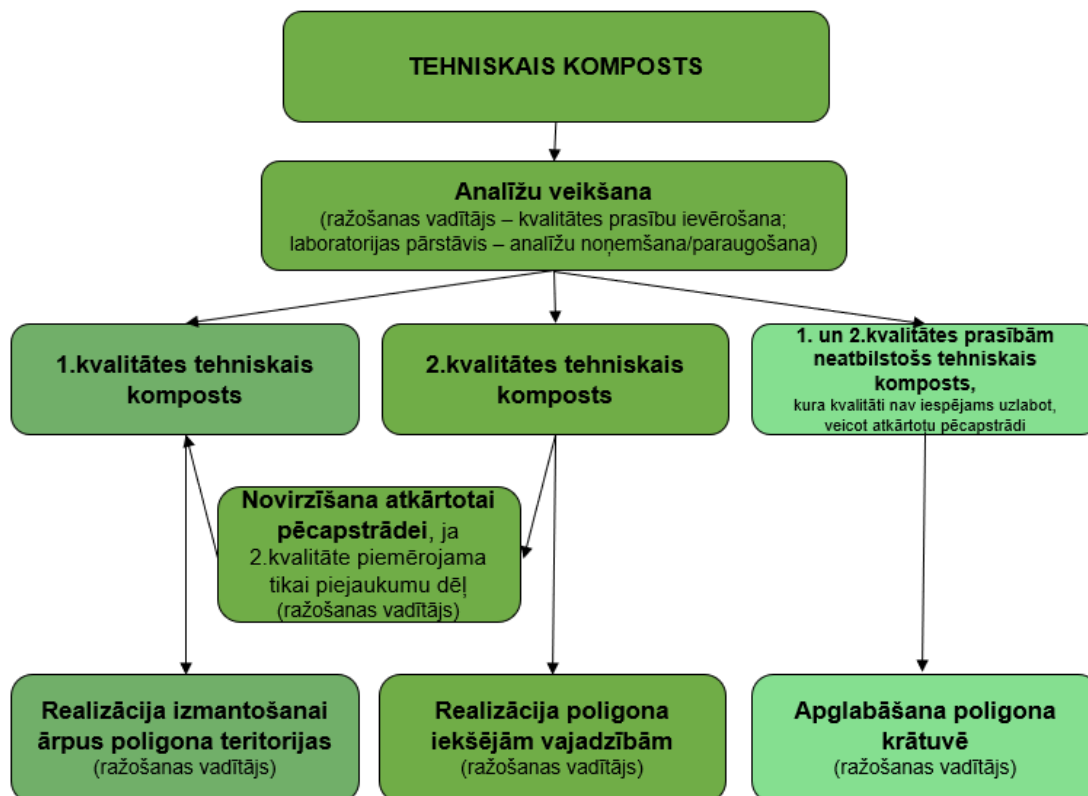 TEHNISKAIS KOMPOSTS
Analīžu veikšana
(ražošanas vadītājs – kvalitātes prasību ievērošana;
laboratorijas pārstāvis – analīžu noņemšana/paraugošana)
1.kvalitātes tehniskais
komposts
2.kvalitātes tehniskais
komposts
1. un 2.kvalitātes prasībām
neatbilstošs tehniskais
komposts,
kura kvalitāti nav iespējams uzlabot,
veicot atkārtotu pēcapstrādi
Novirzīšana atkārtotai
pēcapstrādei, ja
2.kvalitāte piemērojama
tikai piejaukumu dēļ
(ražošanas vadītājs)
Realizācija izmantošanai
ārpus poligona teritorijas
(ražošanas vadītājs)
Realizācija poligona
iekšējām vajadzībām
(ražošanas vadītājs)
Apglabāšana poligona
krātuvē
(ražošanas vadītājs)